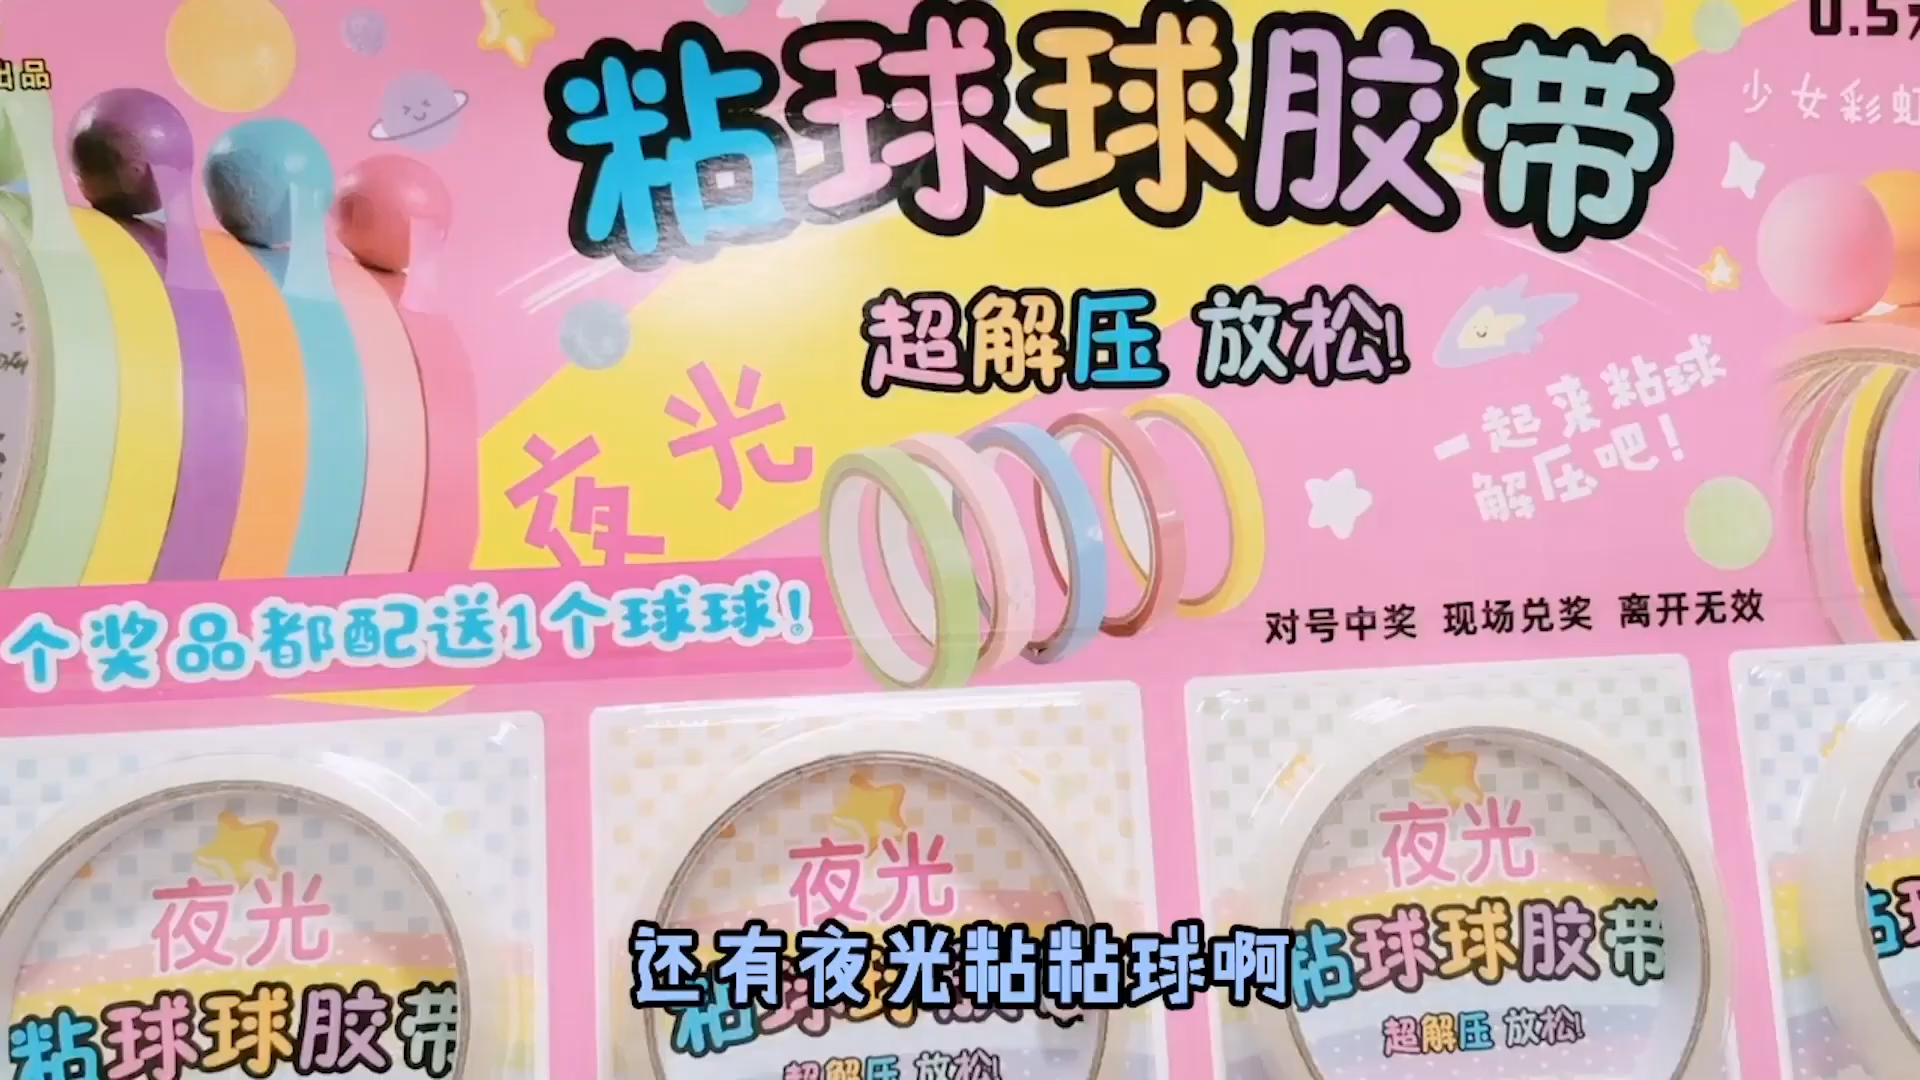 出品
粘球球胶带
0.5
少女彩虹
超解压 放松!
夜光
一起来粘球
解压吧!
个奖品都配送1个球球!
对号中奖 现场兑奖 离开无效
夜光
粘球球胶带
夜光
超解压 放松!
夜光
粘球球胶带
超解压 放松!
还有夜光粘粘球啊